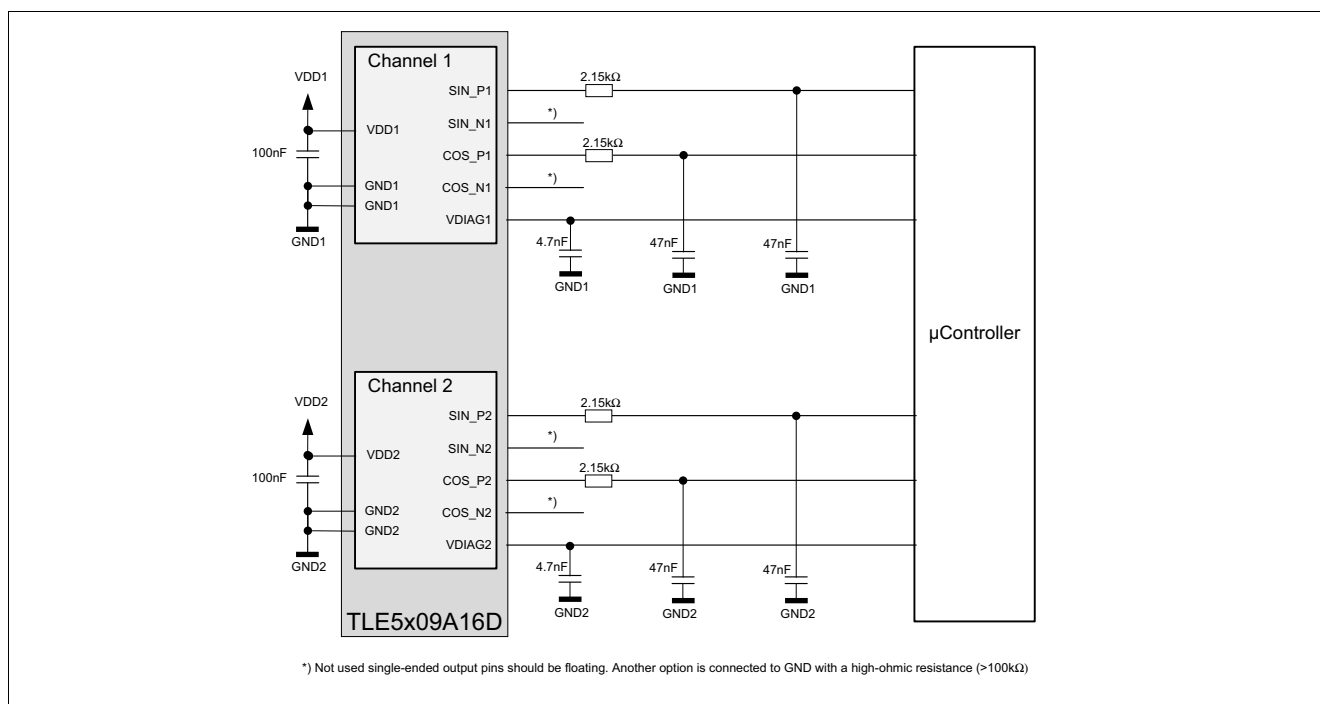 Channel 1
VDD1
SIN_P1
2.15kΩ
VDD1
SIN_N1
*)
100nF
COS_P1
2.15kΩ
GND1
COS_N1
*)
GND1
VDIAG1
GND1
4.7nF
47nF
47nF
GND1
GND1
GND1
µController
Channel 2
VDD2
SIN_P2
2.15kΩ
VDD2
SIN_N2
*)
100nF
COS_P2
2.15kΩ
GND2
COS_N2
*)
GND2
VDIAG2
GND2
4.7nF
47nF
47nF
GND2
GND2
GND2
TLE5x09A16D
*) Not used single-ended output pins should be floating. Another option is connected to GND with a high-ohmic resistance (>100kΩ)